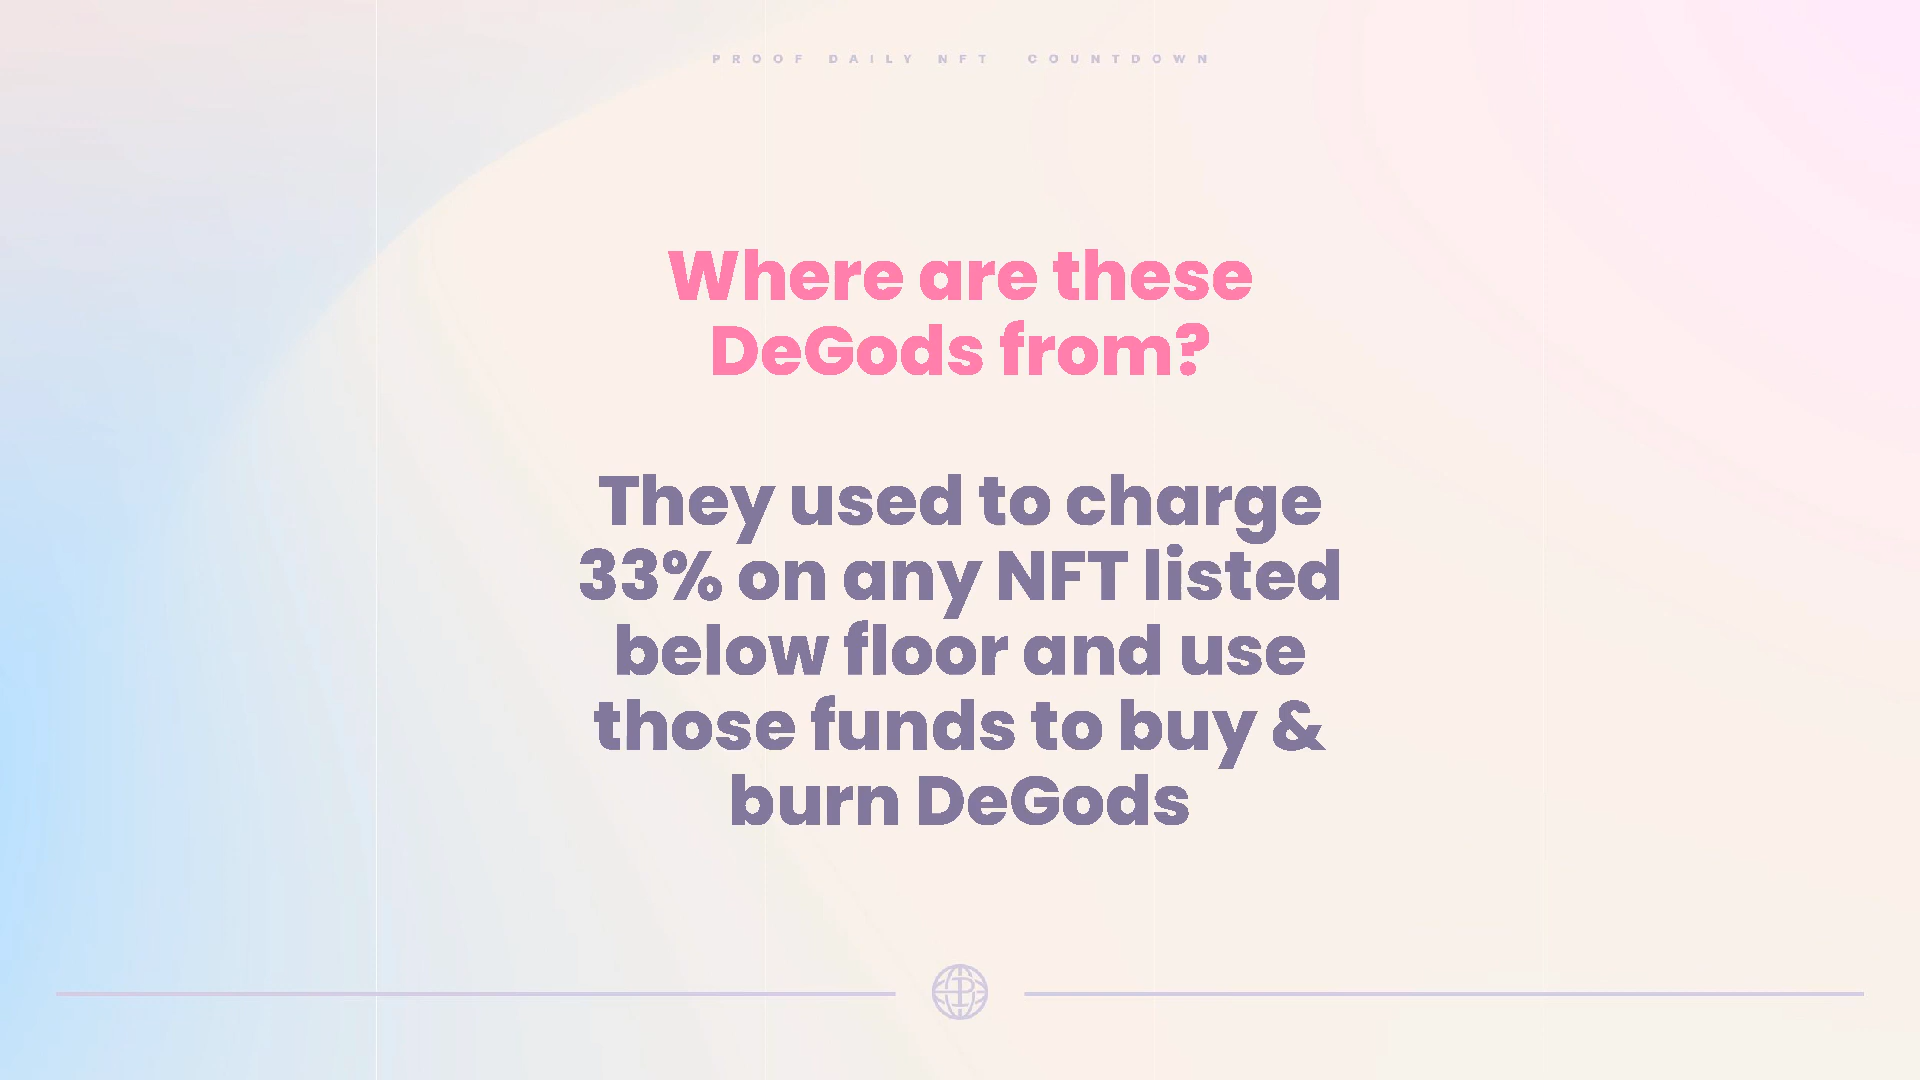 PROOF DAILY NFT COUNTDOWN
Where are these
DeGods from?
They used to charge
33% on any NFT listed
below floor and use
those funds to buy &
burn DeGods
P